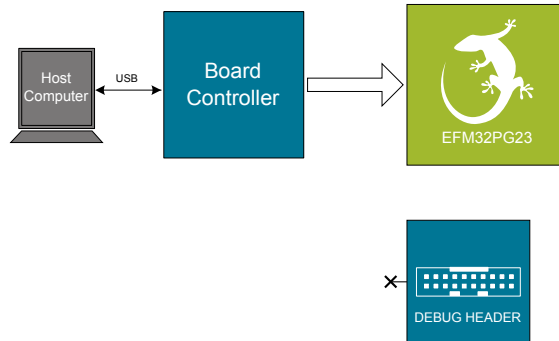 Host
Computer
USB
Board
Controller
EFM32PG23
DEBUG HEADER